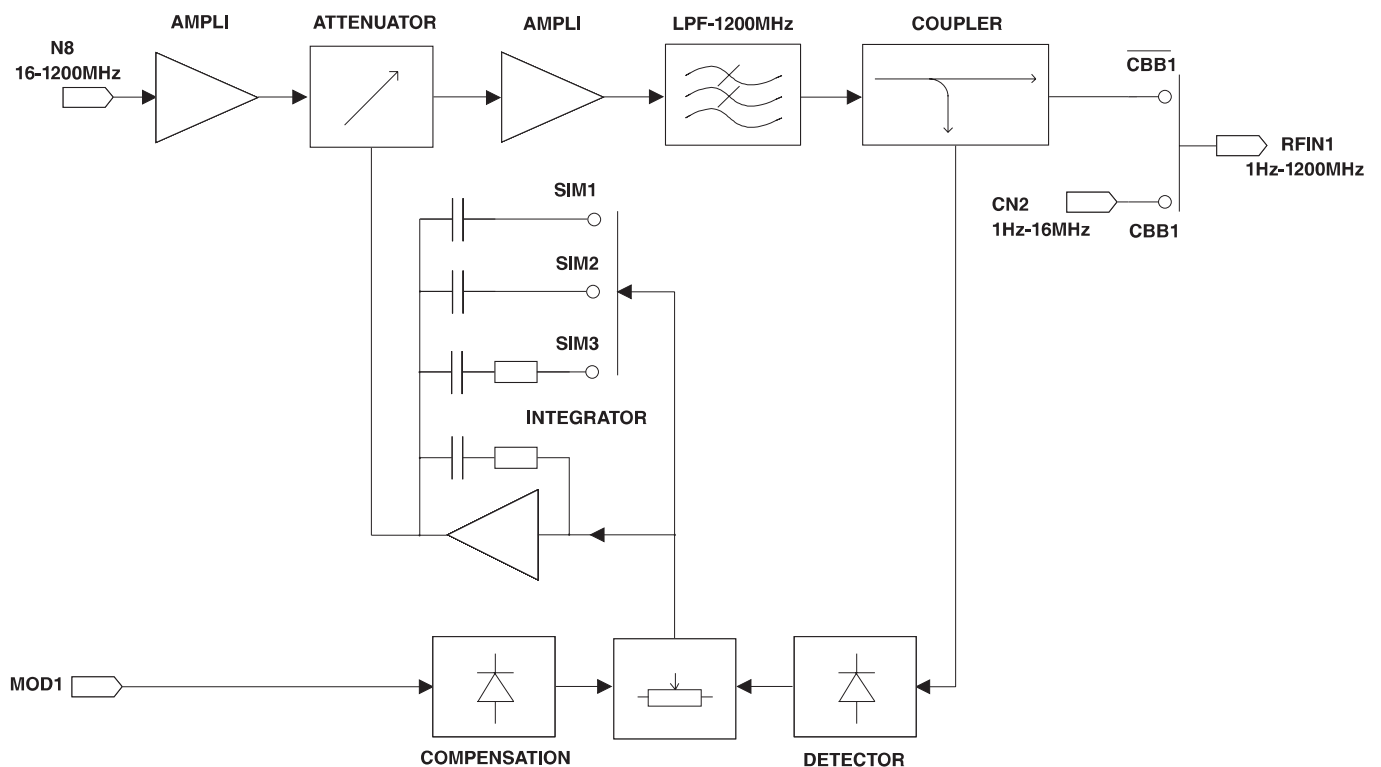 AMPLI
ATTENUATOR
AMPLI
LPF-1200MHz
COUPLER
N8
16-1200MHz
CBB1
RFIN1
1Hz-1200MHz
SIM1
CN2
1Hz-16MHz
CBB1
SIM2
SIM3
INTEGRATOR
MOD1
COMPENSATION
DETECTOR